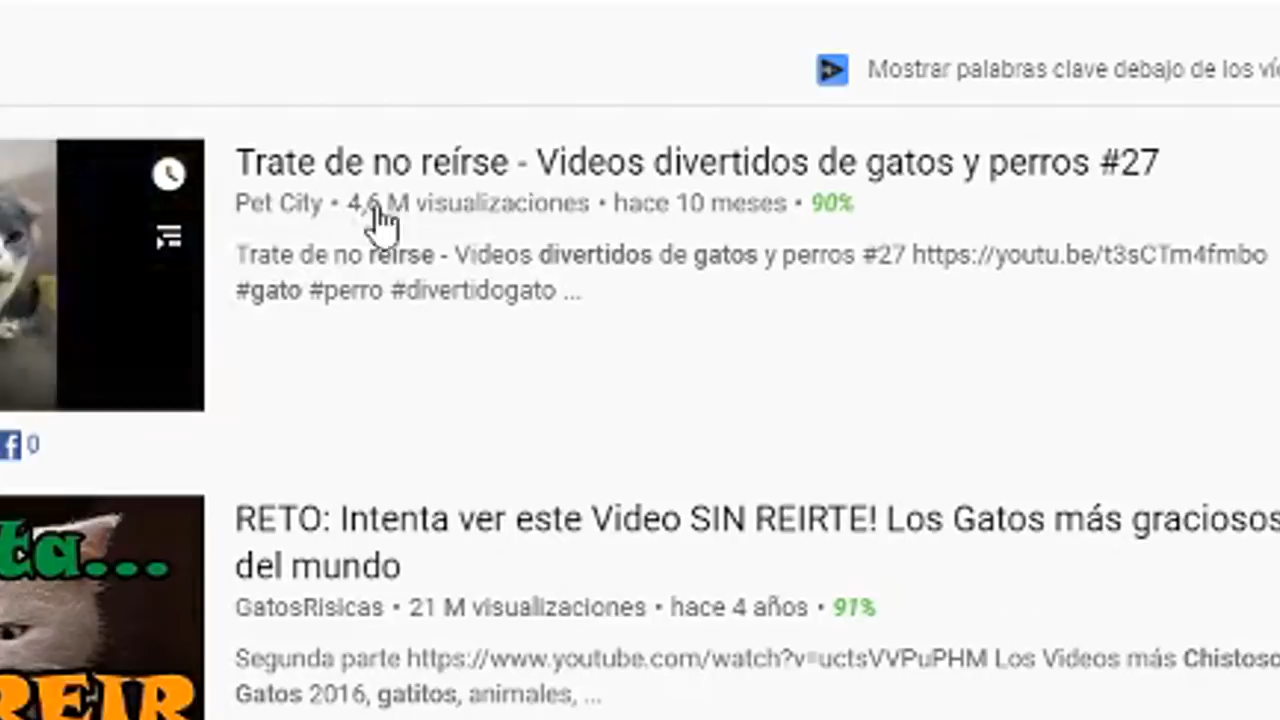 Mostrar palabras clave debajo de los
Trate de no reírse - Videos divertidos de gatos y perros #27
Pet City • 4,6 M visualizaciones • hace 10 meses • 90%
Trate de no reírse - Videos divertidos de gatos y perros #27 https://youtu.be/t3sCTm4fmbo
#gato #perro #divertidogato ...
0
RETO: Intenta ver este Video SIN REIRTE! Los Gatos más graciosos
del mundo
GatosRisicas • 21 M visualizaciones • hace 4 años • 91%
Segunda parte https://www.youtube.com/watch?v=uctsVVPuPHM Los Videos más Chistoso
Gatos 2016, gatitos, animales, ...
ta...
REIR